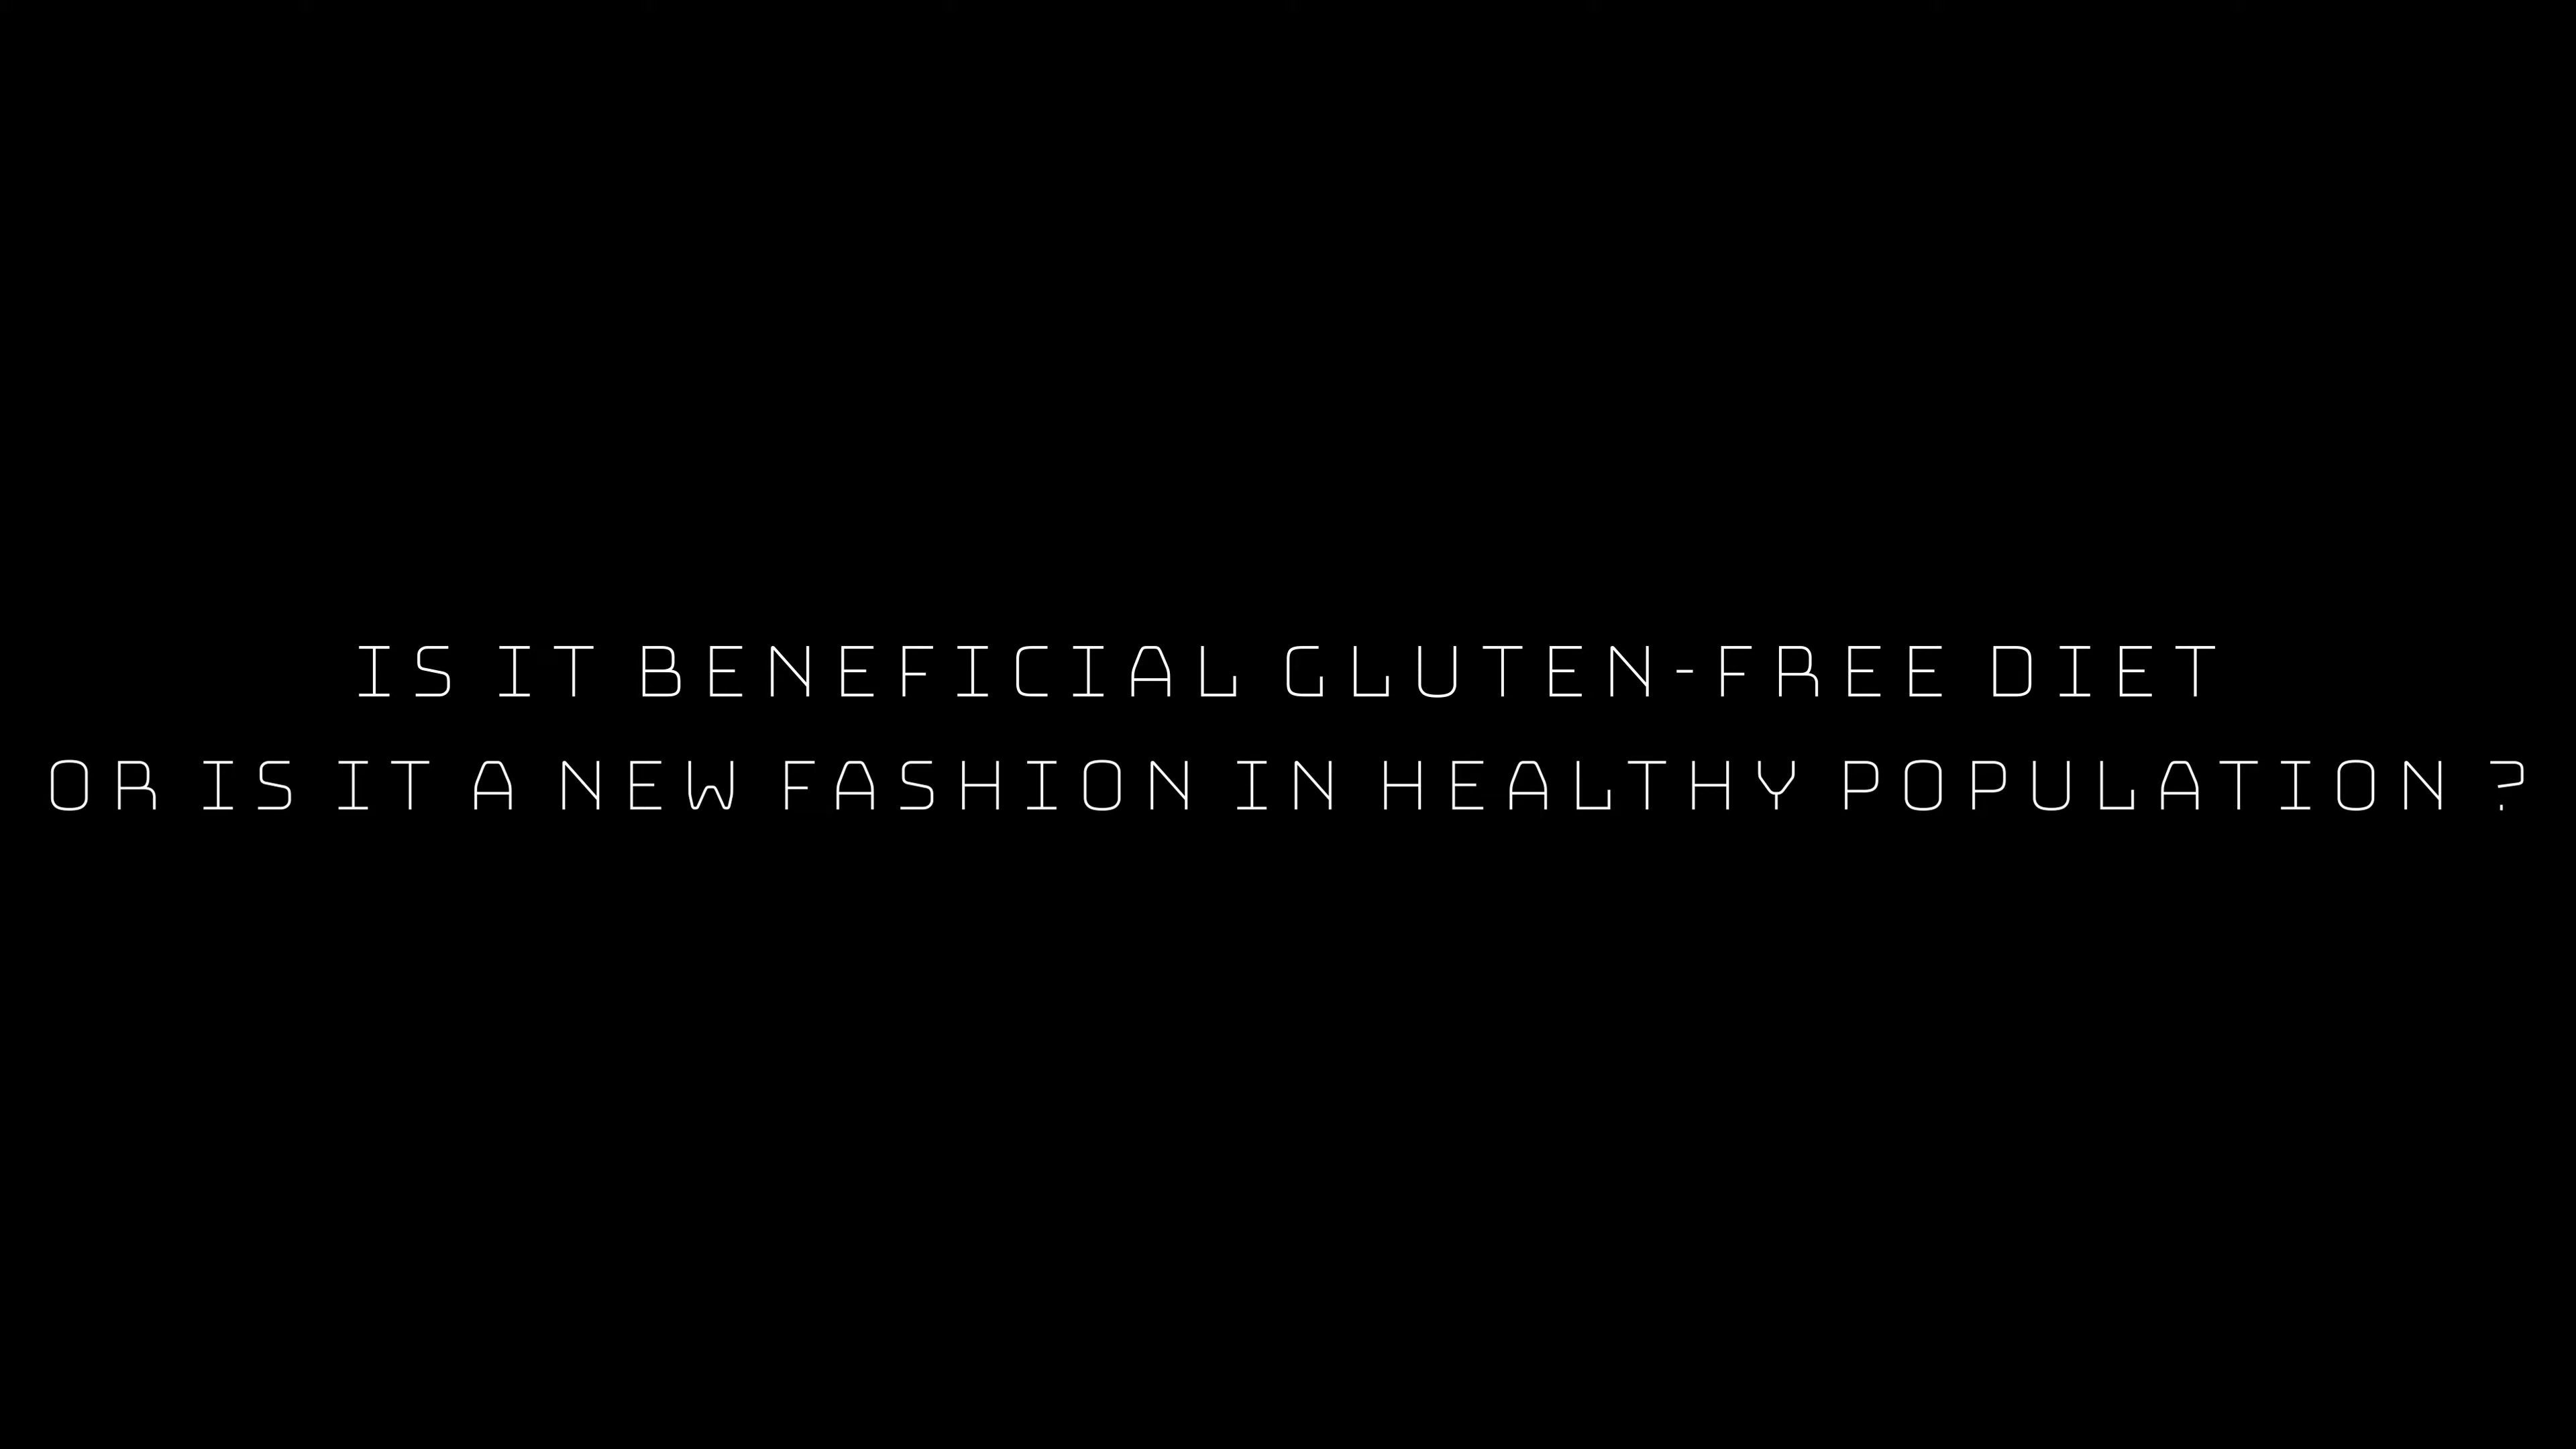 IS IT BENEFICIAL GLUTEN-FREE DIET
OR IS IT A NEW FASHION IN HEALTHY POPULATION ?